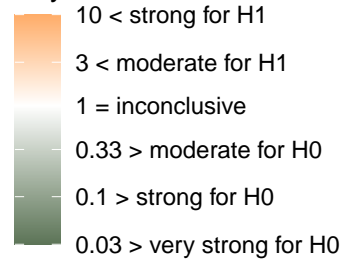 10 < strong for H1
3 < moderate for H1
1 = inconclusive
0.33 > moderate for H0
0.1 > strong for H0
0.03 > very strong for H0